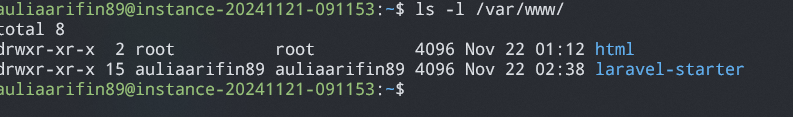 auliaarifin89@instance-20241121-091153:~$ ls -l /var/www/
total 8
drwxr-xr-x  2 root          root          4096 Nov 22 01:12 html
drwxr-xr-x 15 auliaarifin89 auliaarifin89 4096 Nov 22 02:38 laravel-starter
auliaarifin89@instance-20241121-091153:~$